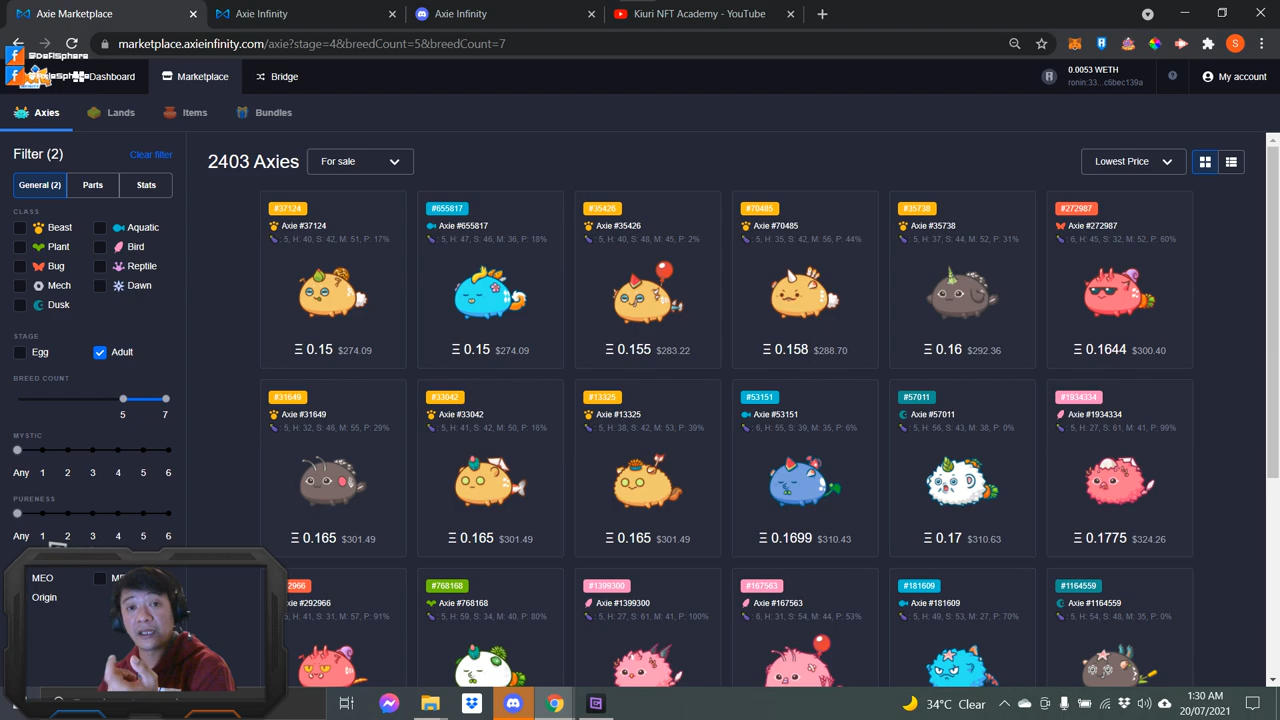 Axie Marketplace
Axie Infinity
Axie Infinity
Kiuri NFT Academy - YouTube
marketplace.axieinfinity.com/axie?stage=4&breedCount=5&breedCount=7
S
@DeFiSphere
Dashboard
Marketplace
Bridge
0.0053 WETH
ronin:33...c6bec139a
My account
Axies
Lands
Items
Bundles
Filter (2)
Clear filter
2403 Axies
For sale
Lowest Price
General (2)
Parts
Stats
CLASS
Beast
Aquatic
Plant
Bird
Bug
Reptile
Mech
Dawn
Dusk
STAGE
Egg
Adult
BREED COUNT
5
7
MYSTIC
Any 1 2 3 4 5 6
PURENESS
Any 1 2 3 4 5 6
MEO
Origin
#37124
Axie #37124
: 5, H: 40, S: 42, M: 51, P: 17%
Ξ 0.15 $274.09
#655817
Axie #655817
: 5, H: 47, S: 46, M: 36, P: 18%
Ξ 0.15 $274.09
#35426
Axie #35426
: 5, H: 40, S: 48, M: 45, P: 2%
Ξ 0.155 $283.22
#70485
Axie #70485
: 5, H: 35, S: 42, M: 56, P: 44%
Ξ 0.158 $288.70
#35738
Axie #35738
: 5, H: 37, S: 44, M: 52, P: 31%
Ξ 0.16 $292.36
#272987
Axie #272987
: 6, H: 45, S: 32, M: 52, P: 60%
Ξ 0.1644 $300.40
#31649
Axie #31649
: 5, H: 32, S: 46, M: 55, P: 29%
Ξ 0.165 $301.49
#33042
Axie #33042
: 5, H: 41, S: 42, M: 50, P: 16%
Ξ 0.165 $301.49
#13325
Axie #13325
: 5, H: 38, S: 42, M: 53, P: 39%
Ξ 0.165 $301.49
#53151
Axie #53151
: 6, H: 55, S: 39, M: 35, P: 6%
Ξ 0.1699 $310.43
#57011
Axie #57011
: 5, H: 56, S: 43, M: 38, P: 0%
Ξ 0.17 $310.63
#1934334
Axie #1934334
: 5, H: 27, S: 61, M: 41, P: 99%
Ξ 0.1775 $324.26
2966
xie #292966
H: 41, S: 31, M: 57, P: 91%
#768168
Axie #768168
: 5, H: 59, S: 34, M: 40, P: 80%
#1399300
Axie #1399300
: 5, H: 27, S: 61, M: 41, P: 100%
#167563
Axie #167563
: 6, H: 31, S: 54, M: 44, P: 53%
#181609
Axie #181609
: 5, H: 49, S: 53, M: 27, P: 70%
#1164559
Axie #1164559
: 5, H: 54, S: 48, M: 35, P: 0%
Clear
1:30 AM
20/07/2021